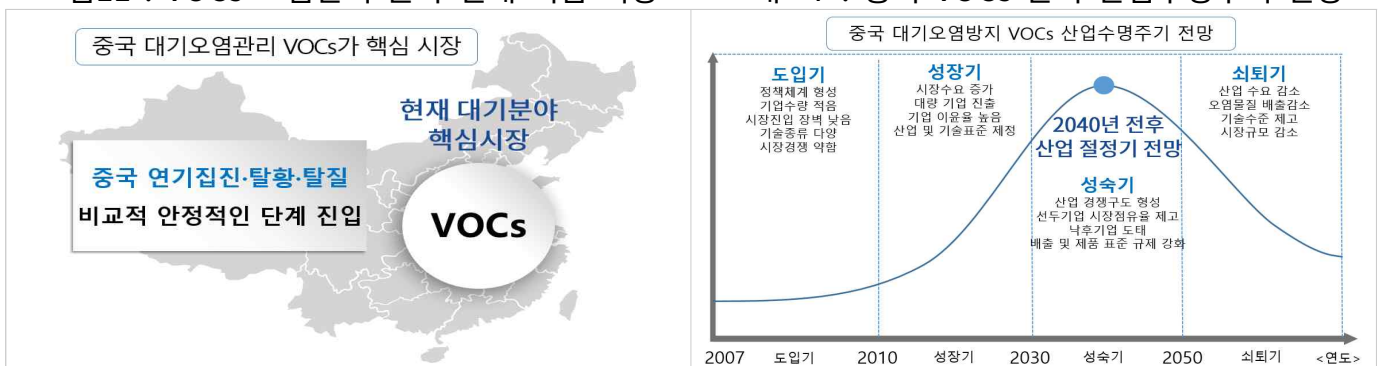 중국 대기오염관리 VOCs가 핵심 시장
현재 대기분야
핵심시장
중국 연기집진·탈황·탈질
비교적 안정적인 단계 진입
VOCs
중국 대기오염방지 VOCs 산업수명주기 전망
도입기
정책체계 형성
기업수량 적음
시장진입 장벽 낮음
기술종류 다양
시장경쟁 약함
성장기
시장수요 증가
대량 기업 진출
기업 이윤율 높음
산업 및 기술표준 제정
2040년 전후
산업 절정기 전망
성숙기
산업 경쟁구도 형성
선두기업 시장점유율 제고
낙후기업 도태
배출 및 제품 표준 규제 강화
쇠퇴기
산업 수요 감소
오염물질 배출감소
기술수준 제고
시장규모 감소
2007 도입기 2010 성장기 2030 성숙기 2050 쇠퇴기 <연도>